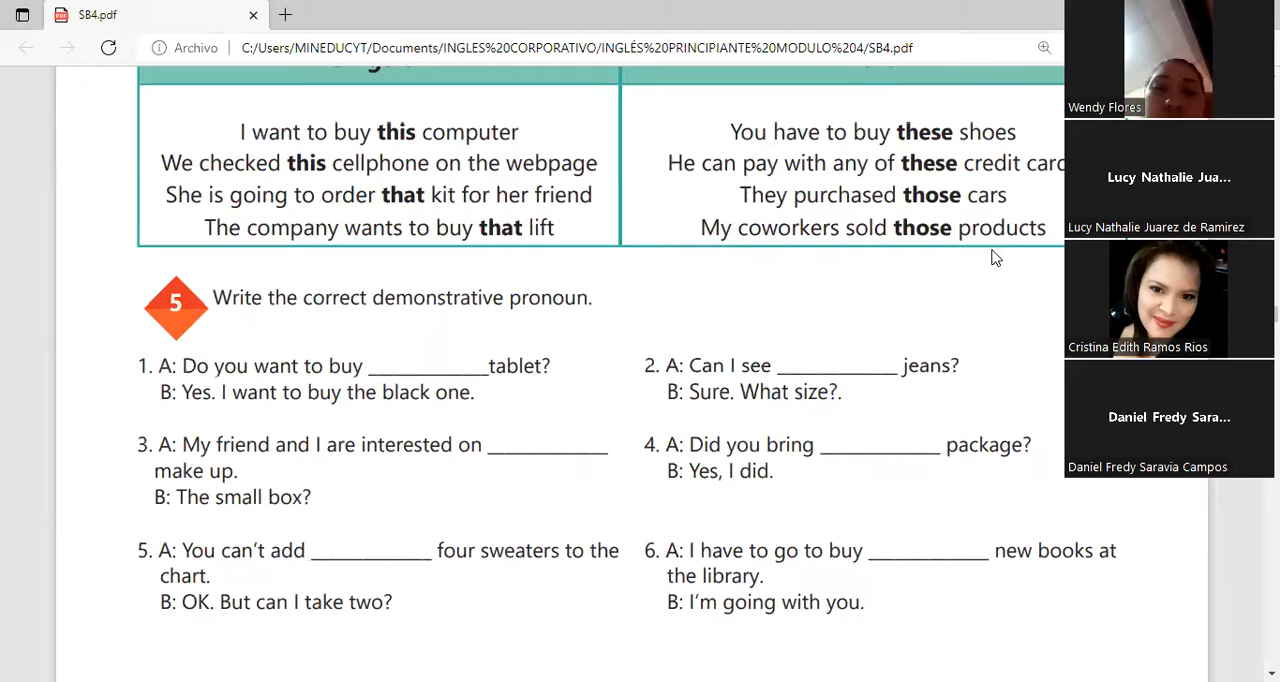 SB4.pdf
Archivo
C:/Users/MINEDUCYT/Documents/INGLES%20CORPORATIVO/INGLÉS%20PRINCIPIANTE%20MODULO%204/SB4.pdf
I want to buy this computer
We checked this cellphone on the webpage
She is going to order that kit for her friend
The company wants to buy that lift
You have to buy these shoes
He can pay with any of these credit card
They purchased those cars
My coworkers sold those products
5
Write the correct demonstrative pronoun.
1. A: Do you want to buy ____________tablet?
B: Yes. I want to buy the black one.
2. A: Can I see ____________ jeans?
B: Sure. What size?.
3. A: My friend and I are interested on ____________
make up.
B: The small box?
4. A: Did you bring ____________ package?
B: Yes, I did.
5. A: You can't add ____________ four sweaters to the
chart.
B: OK. But can I take two?
6. A: I have to go to buy ____________ new books at
the library.
B: I'm going with you.
Wendy Flores
Lucy Nathalie Jua...
Lucy Nathalie Juarez de Ramirez
Cristina Edith Ramos Rios
Daniel Fredy Sara...
Daniel Fredy Saravia Campos